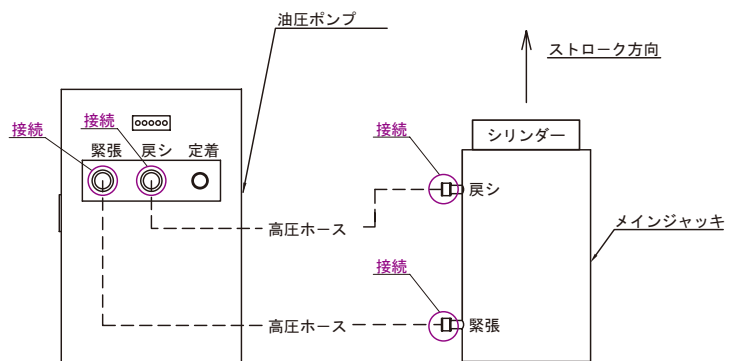 油圧ポンプ
ストローク方向
接続
接続
接続
シリンダー
緊張 戻シ 定着
戻シ
高圧ホース
メインジャッキ
接続
高圧ホース
緊張